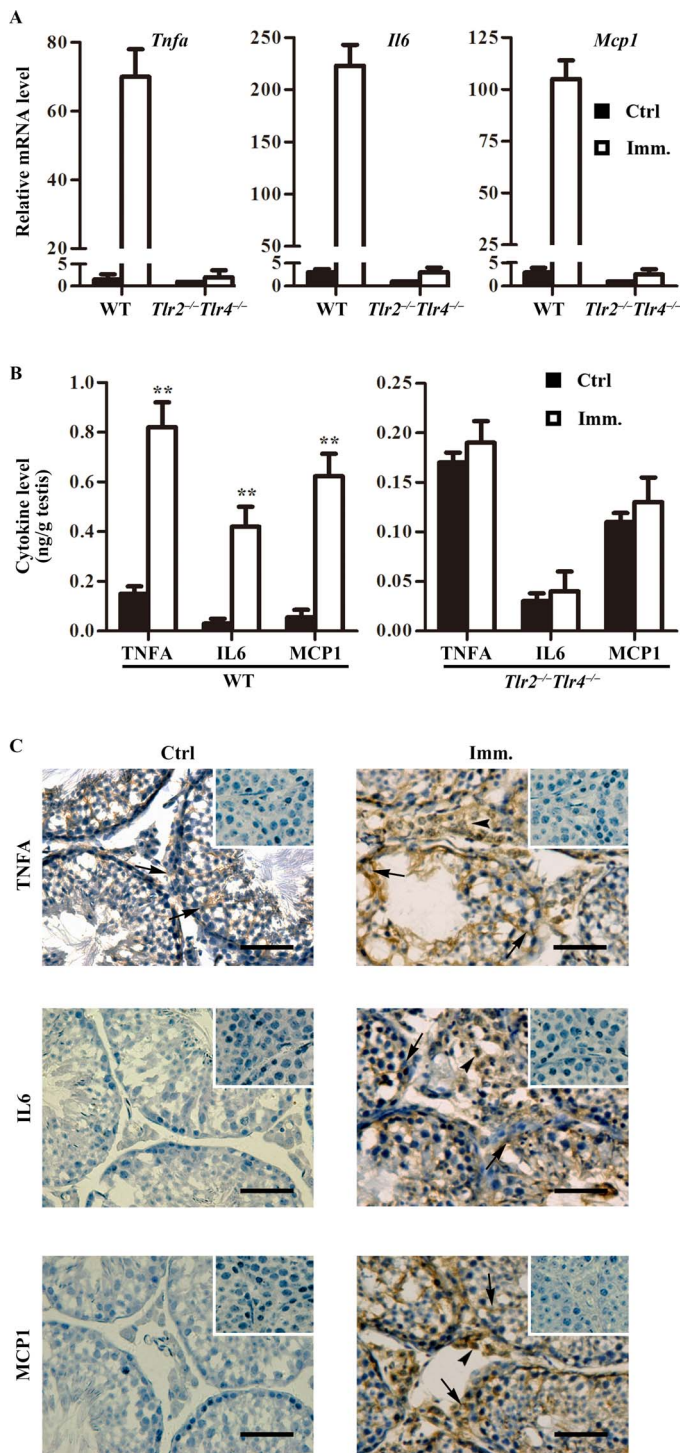 A
Tnfa
Il6
Mcp1
Relative mRNA level
80
60
40
20
5
0
250
200
150
100
50
5
0
125
100
75
50
25
5
0
Ctrl
Imm.
WT
Tlr2⁻/⁻Tlr4⁻/⁻
WT
Tlr2⁻/⁻Tlr4⁻/⁻
WT
Tlr2⁻/⁻Tlr4⁻/⁻
B
Cytokine level
(ng/g testis)
1.0
0.8
0.6
0.4
0.2
0.0
**
**
**
TNFA IL6 MCP1
WT
0.25
0.20
0.15
0.10
0.05
0.00
Ctrl
Imm.
TNFA IL6 MCP1
Tlr2⁻/⁻Tlr4⁻/⁻
C
Ctrl
Imm.
TNFA
IL6
MCP1